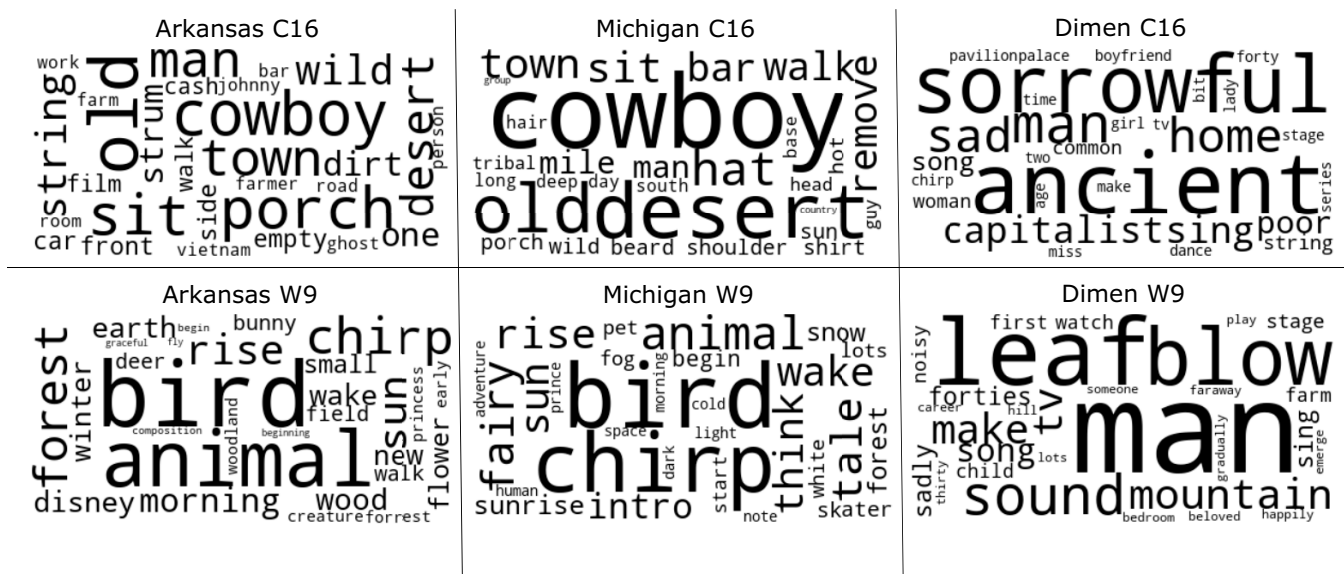 Arkansas C16
work
old
man
bar
wild
string
farm
strum
cash
johnny
cowboy
desert
person
walk
town
dirt
film
farmer
road
sit
side
porch
room
car
front
vietnam
empty
ghost
one
Michigan C16
town
group
sit
bar
walk
remove
cowboy
hair
base
hot
tribal
mile
man
hat
long
deep
day
south
head
old
desert
country
guy
sun
porch
wild
beard
shoulder
shirt
Dimen C16
pavilion
palace
boyfriend
forty
sorrowful
time
bit
lady
sad
man
girl
tv
home
stage
song
two
common
chirp
ancient
woman
age
make
series
capitalist
sing
poor
string
miss
dance
Arkansas W9
earth
begin
bunny
chirp
graceful
fly
rise
forest
deer
small
winter
bird
wake
field
sun
princess
early
composition
woodland
beginning
animal
new
walk
flower
disney
morning
wood
creature
forrest
Michigan W9
rise
pet
animal
snow
lots
adventure
fog
begin
fairy
sun
prince
bird
morning
cold
wake
think
tale
forest
space
light
chirp
dark
start
white
human
sunrise
intro
note
skater
Dimen W9
noisy
first
watch
play
stage
leaf
blow
forties
someone
faraway
farm
career
hill
tv
man
make
song
lots
gradually
sing
emerge
child
sadly
thirty
sound
mountain
bedroom
beloved
happily